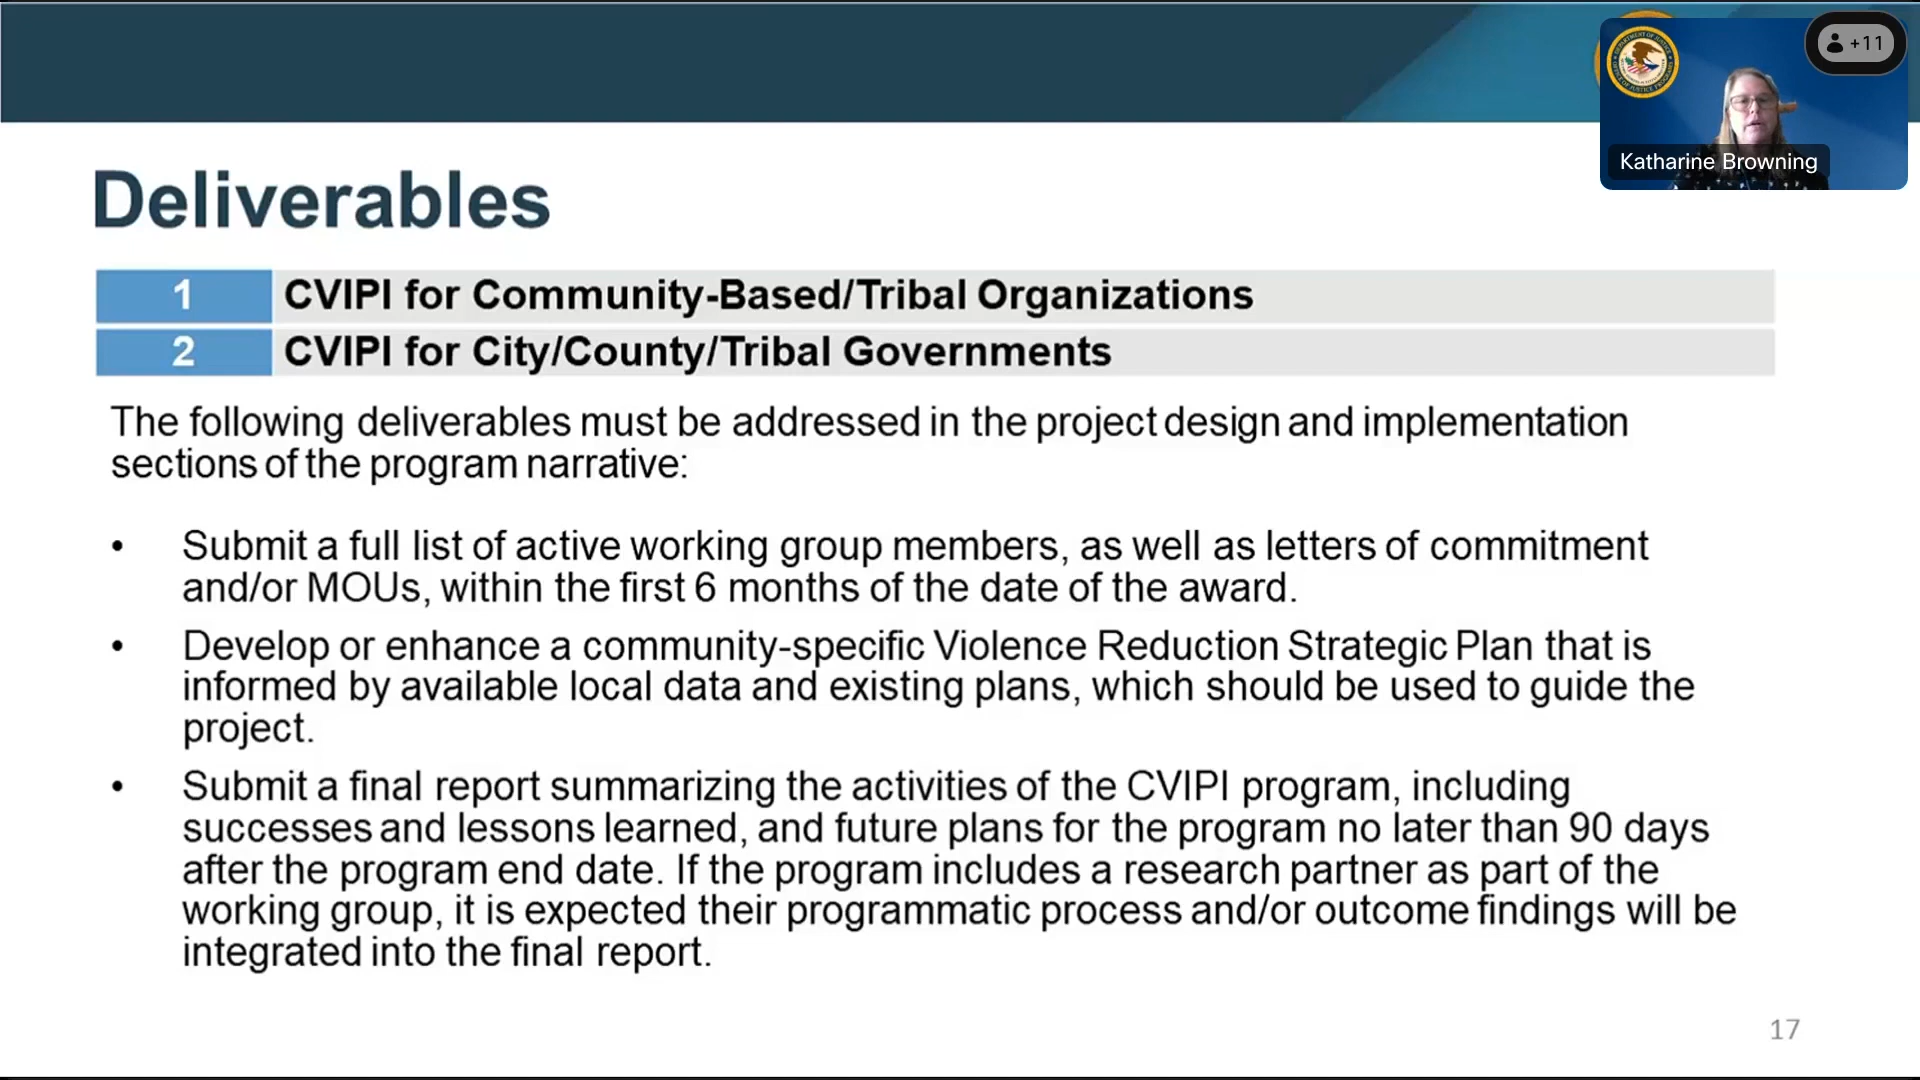 +11
Katharine Browning
Deliverables
1 CVIPI for Community-Based/Tribal Organizations
2 CVIPI for City/County/Tribal Governments
The following deliverables must be addressed in the project design and implementation
sections of the program narrative:
• Submit a full list of active working group members, as well as letters of commitment
and/or MOUs, within the first 6 months of the date of the award.
• Develop or enhance a community-specific Violence Reduction Strategic Plan that is
informed by available local data and existing plans, which should be used to guide the
project.
• Submit a final report summarizing the activities of the CVIPI program, including
successes and lessons learned, and future plans for the program no later than 90 days
after the program end date. If the program includes a research partner as part of the
working group, it is expected their programmatic process and/or outcome findings will be
integrated into the final report.
17